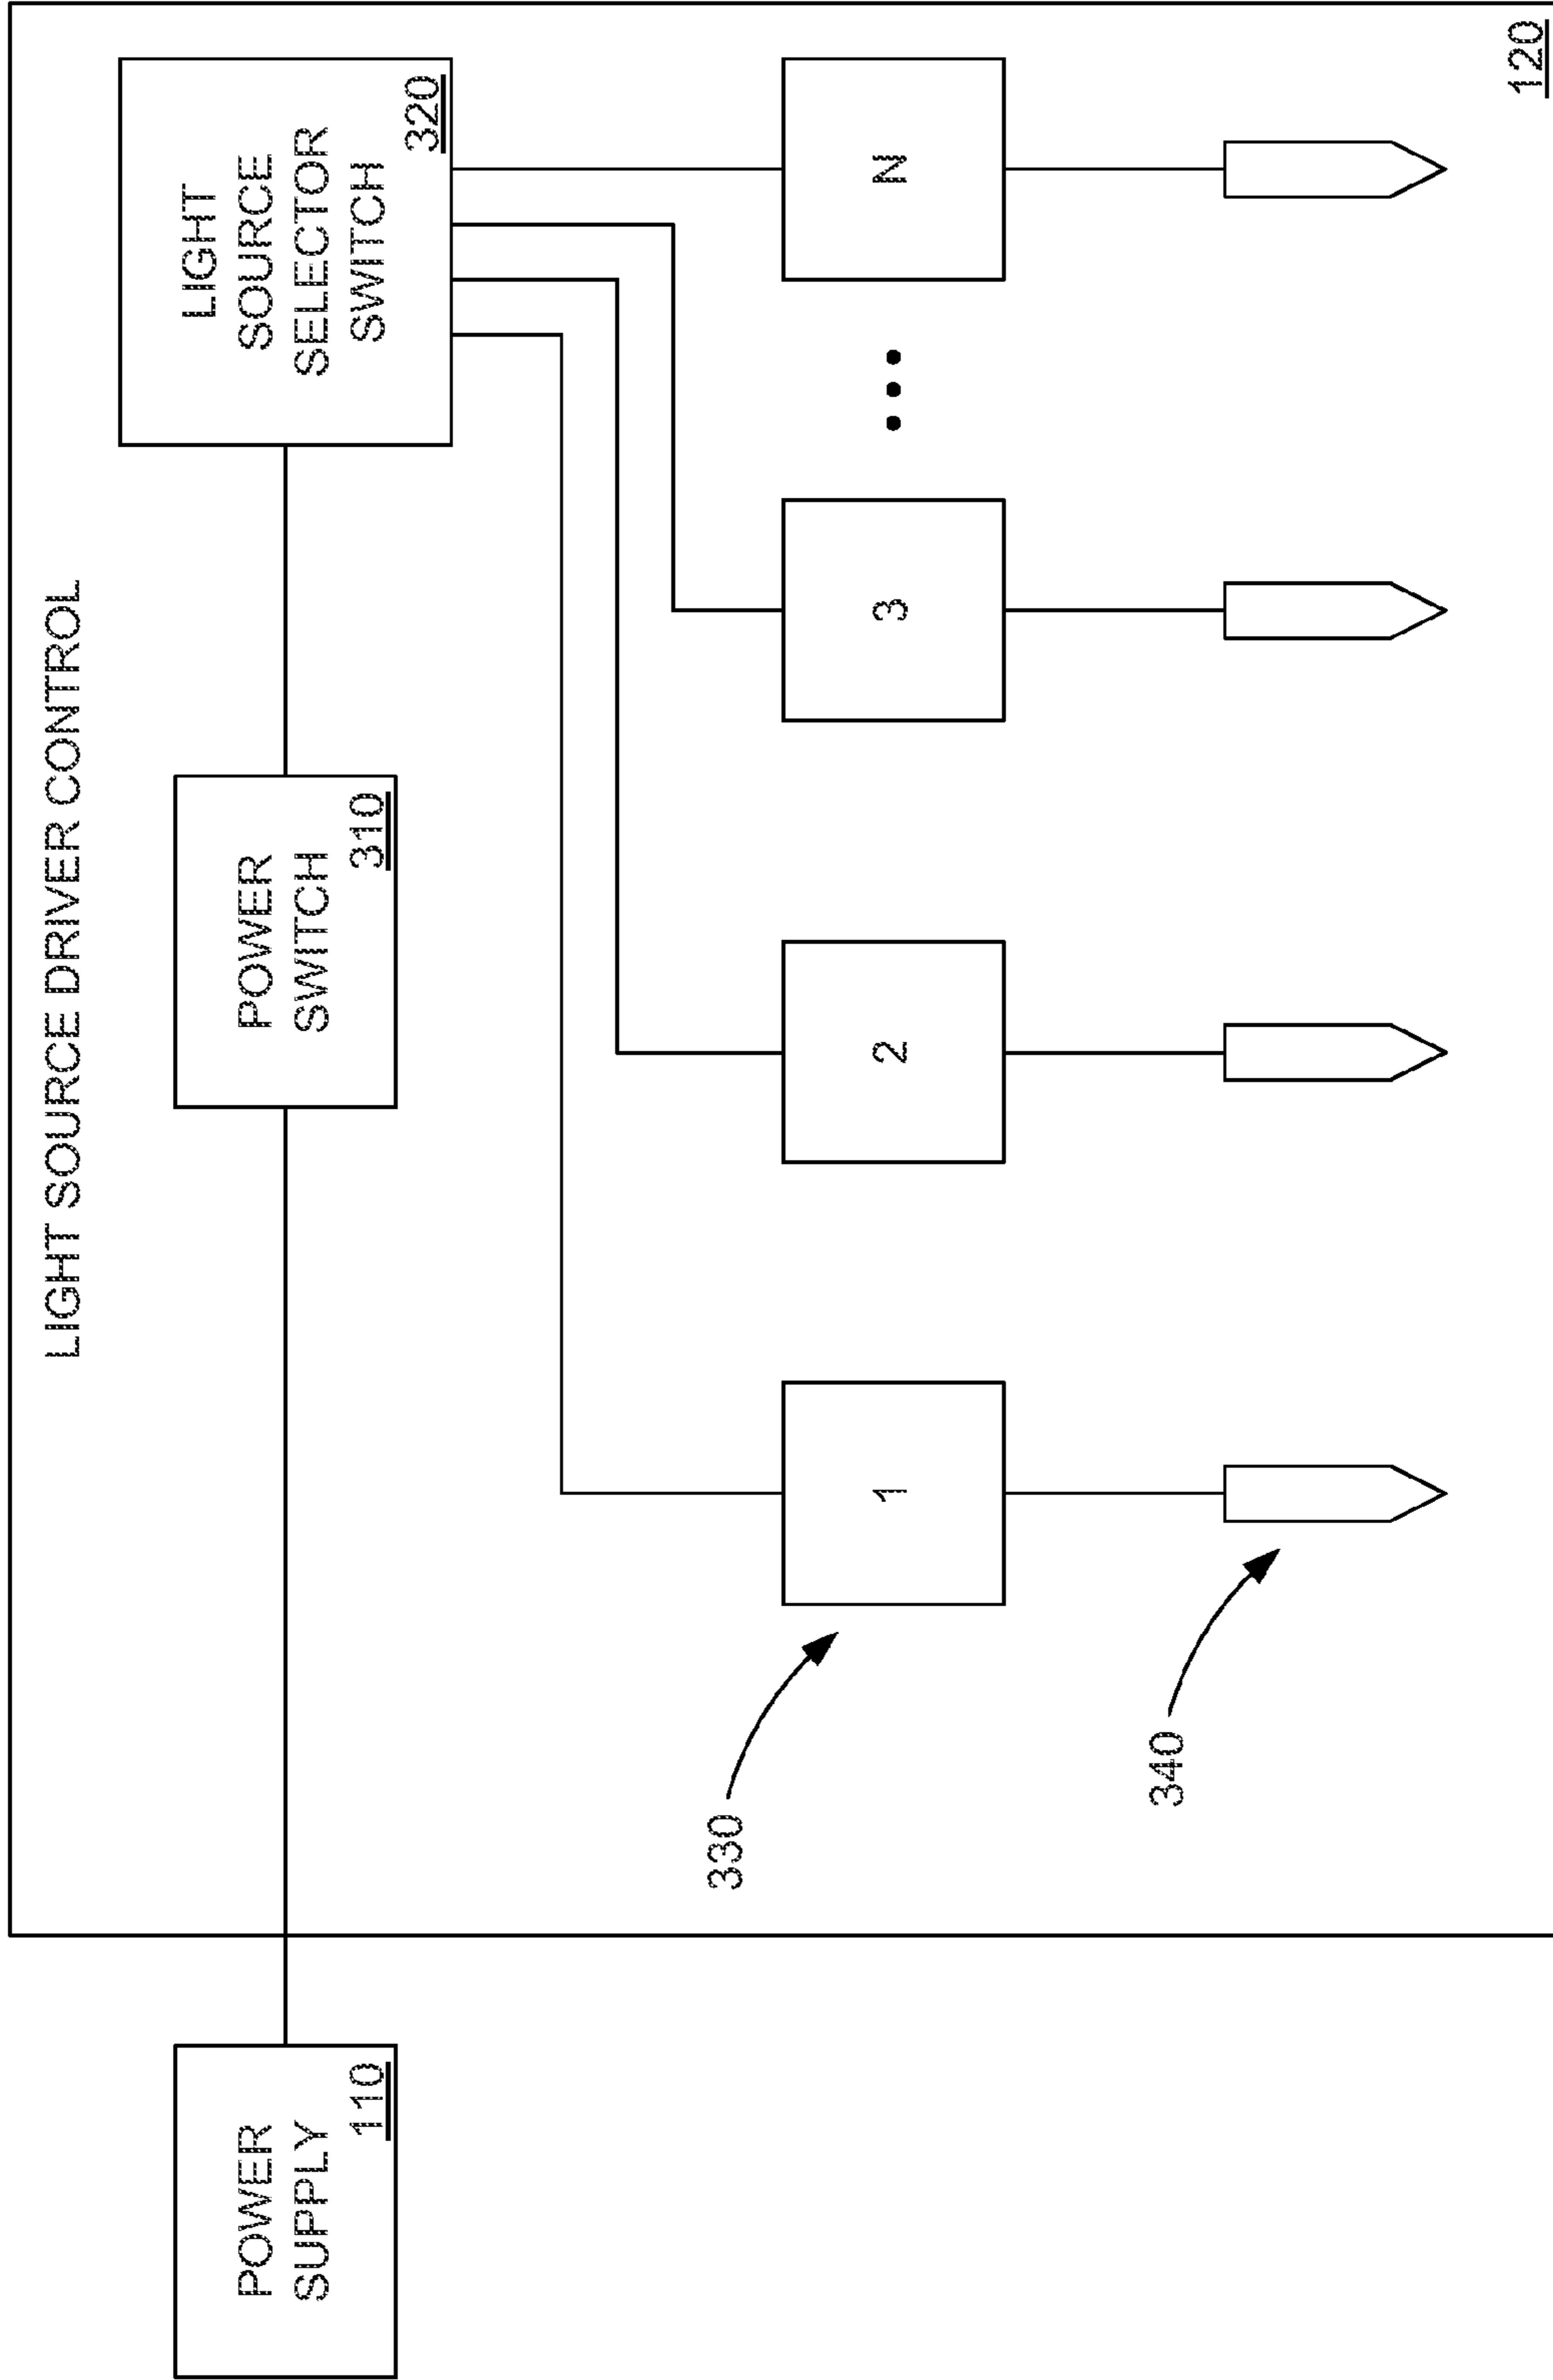 LIGHT SOURCE DRIVER CONTROL
POWER
SUPPLY
110
POWER
SWITCH
310
LIGHT
SOURCE
SELECTOR
SWITCH
320
330
1
2
3
N
340
120